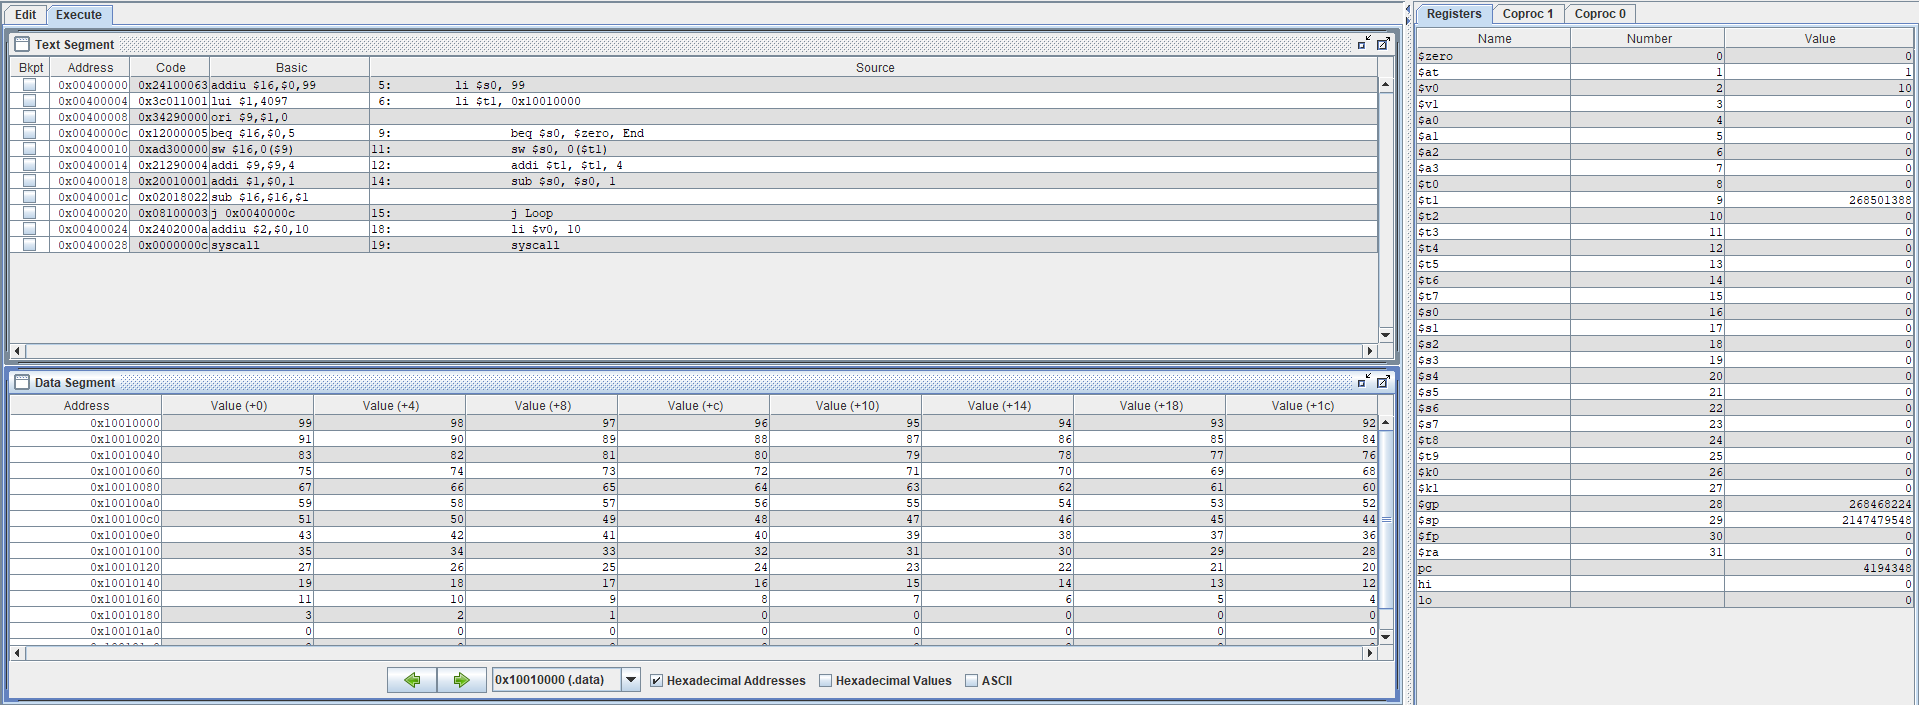 Edit Execute
Text Segment
Bkpt Address Code Basic Source
0x00400000 0x24100063 addiu $16,$0,99 5: li $s0, 99
0x00400004 0x3c011001 lui $1,4097 6: li $t1, 0x10010000
0x00400008 0x34290000 ori $9,$1,0
0x0040000c 0x12000005 beq $16,$0,5 9: beq $s0, $zero, End
0x00400010 0xad300000 sw $16,0($9) 11: sw $s0, 0($t1)
0x00400014 0x21290004 addi $9,$9,4 12: addi $t1, $t1, 4
0x00400018 0x20010001 addi $1,$0,1 14: sub $s0, $s0, 1
0x0040001c 0x02018022 sub $16,$16,$1
0x00400020 0x08100003 j 0x0040000c 15: j Loop
0x00400024 0x2402000a addiu $2,$0,10 18: li $v0, 10
0x00400028 0x0000000c syscall 19: syscall
Data Segment
Address Value (+0) Value (+4) Value (+8) Value (+c) Value (+10) Value (+14) Value (+18) Value (+1c)
0x10010000 99 98 97 96 95 94 93 92
0x10010020 91 90 89 88 87 86 85 84
0x10010040 83 82 81 80 79 78 77 76
0x10010060 75 74 73 72 71 70 69 68
0x10010080 67 66 65 64 63 62 61 60
0x100100a0 59 58 57 56 55 54 53 52
0x100100c0 51 50 49 48 47 46 45 44
0x100100e0 43 42 41 40 39 38 37 36
0x10010100 35 34 33 32 31 30 29 28
0x10010120 27 26 25 24 23 22 21 20
0x10010140 19 18 17 16 15 14 13 12
0x10010160 11 10 9 8 7 6 5 4
0x10010180 3 2 1 0 0 0 0 0
0x100101a0 0 0 0 0 0 0 0 0
0x10010000 (.data) Hexadecimal Addresses Hexadecimal Values ASCII
Registers Coproc 1 Coproc 0
Name Number Value
$zero 0 0
$at 1 1
$v0 2 10
$v1 3 0
$a0 4 0
$a1 5 0
$a2 6 0
$a3 7 0
$t0 8 0
$t1 9 268501388
$t2 10 0
$t3 11 0
$t4 12 0
$t5 13 0
$t6 14 0
$t7 15 0
$s0 16 0
$s1 17 0
$s2 18 0
$s3 19 0
$s4 20 0
$s5 21 0
$s6 22 0
$s7 23 0
$t8 24 0
$t9 25 0
$k0 26 0
$k1 27 0
$gp 28 268468224
$sp 29 2147479548
$fp 30 0
$ra 31 0
pc 4194348
hi 0
lo 0